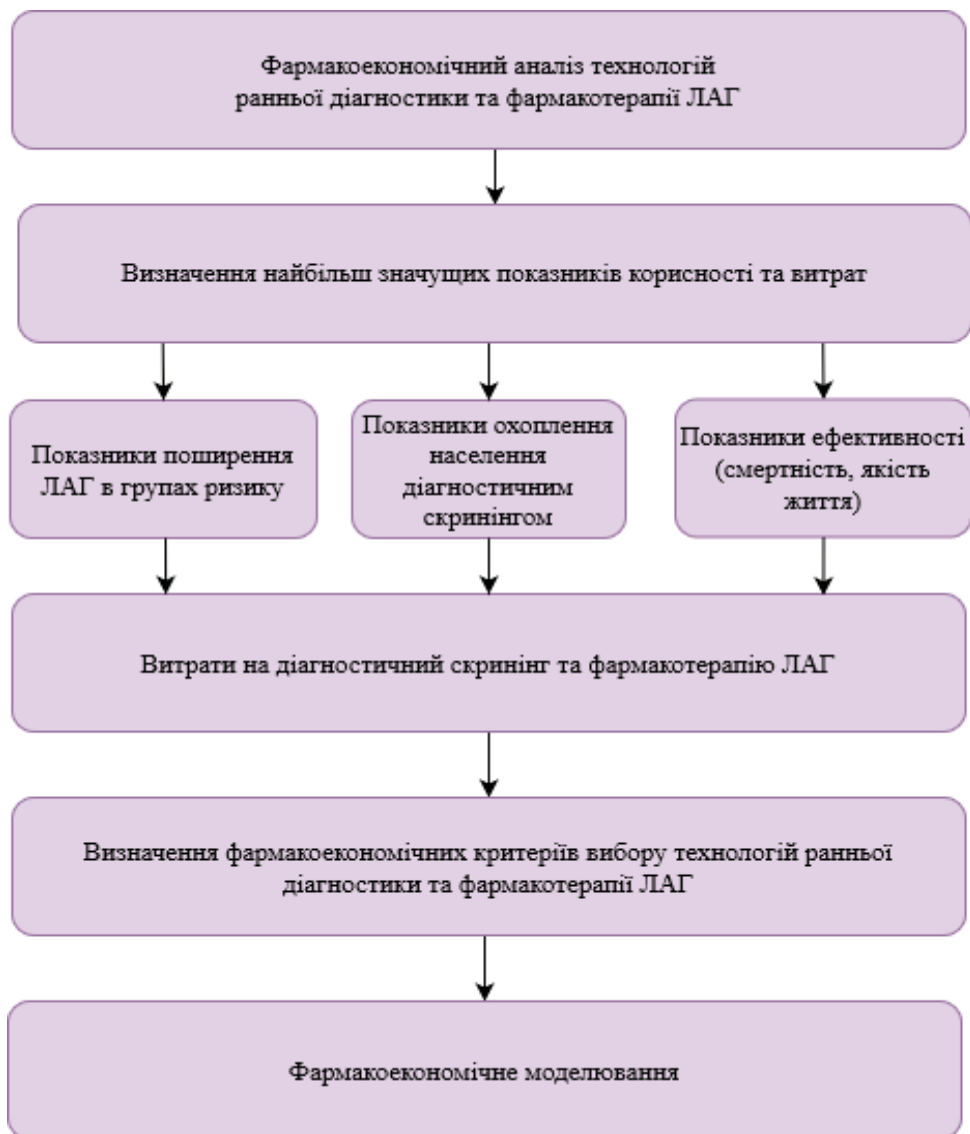 Фармакоекономічний аналіз технологій
ранньої діагностики та фармакотерапії ЛАГ
Визначення найбільш значущих показників корисності та витрат
Показники поширення
ЛАГ в групах ризику
Показники охоплення
населення
діагностичним
скринінгом
Показники ефективності
(смертність, якість
життя)
Витрати на діагностичний скринінг та фармакотерапію ЛАГ
Визначення фармакоекономічних критеріїв вибору технологій ранньої
діагностики та фармакотерапії ЛАГ
Фармакоекономічне моделювання